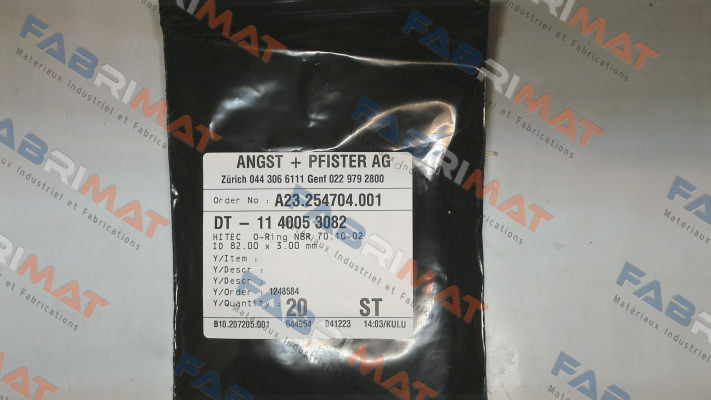 ANGST + PFISTER AG
Zürich 044 306 6111 Genf 022 979 2800
Order No : A23.254704.001
DT - 11 4005 3082
HITEC O-Ring NBR/70.10-02
ID 82.00 x 3.00 mm
Y/Item :
Y/Descr :
Y/Descr
Y/Order : 1248584
Y/Quantity : 20 ST
B10.207205.001 644954 041223 14:03/KULU
FABRIMAT
Matériaux Industriel et Fabrications